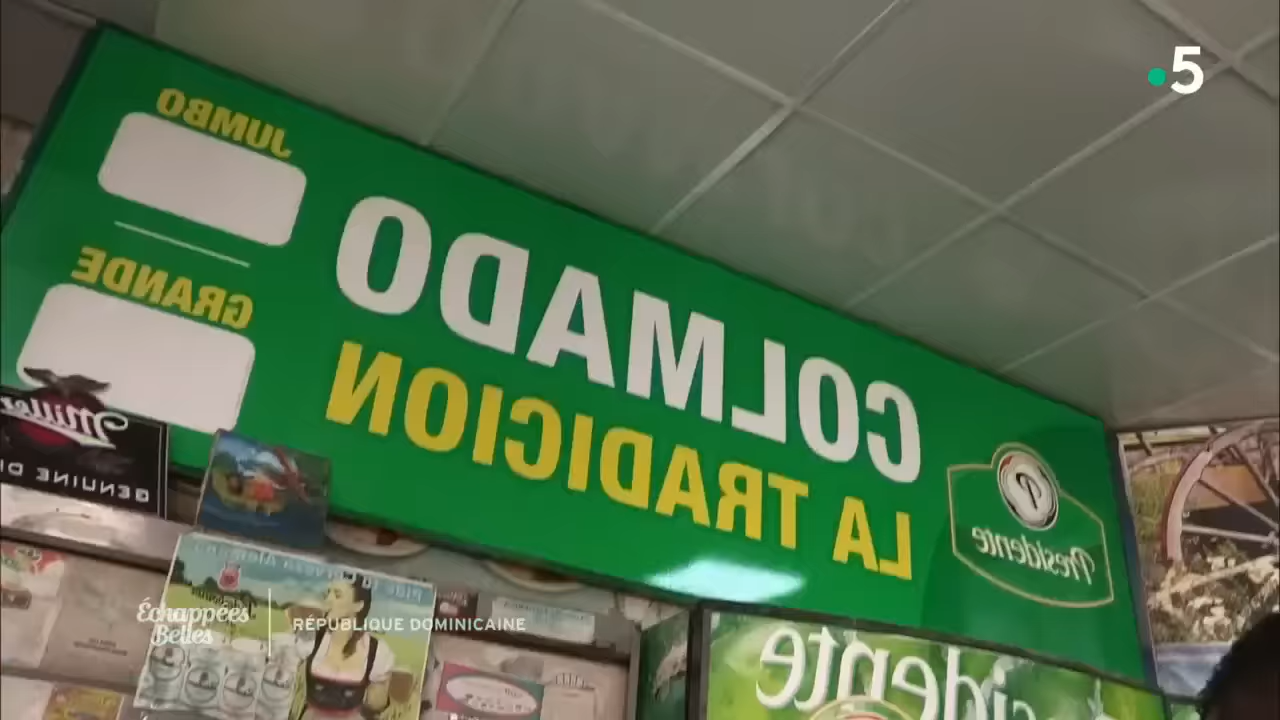 5
JUMBO
GRANDE
COLMADO
LA TRADICION
Presidente
Miller
GENUINE
Échappées
Belles
RÉPUBLIQUE DOMINICAINE